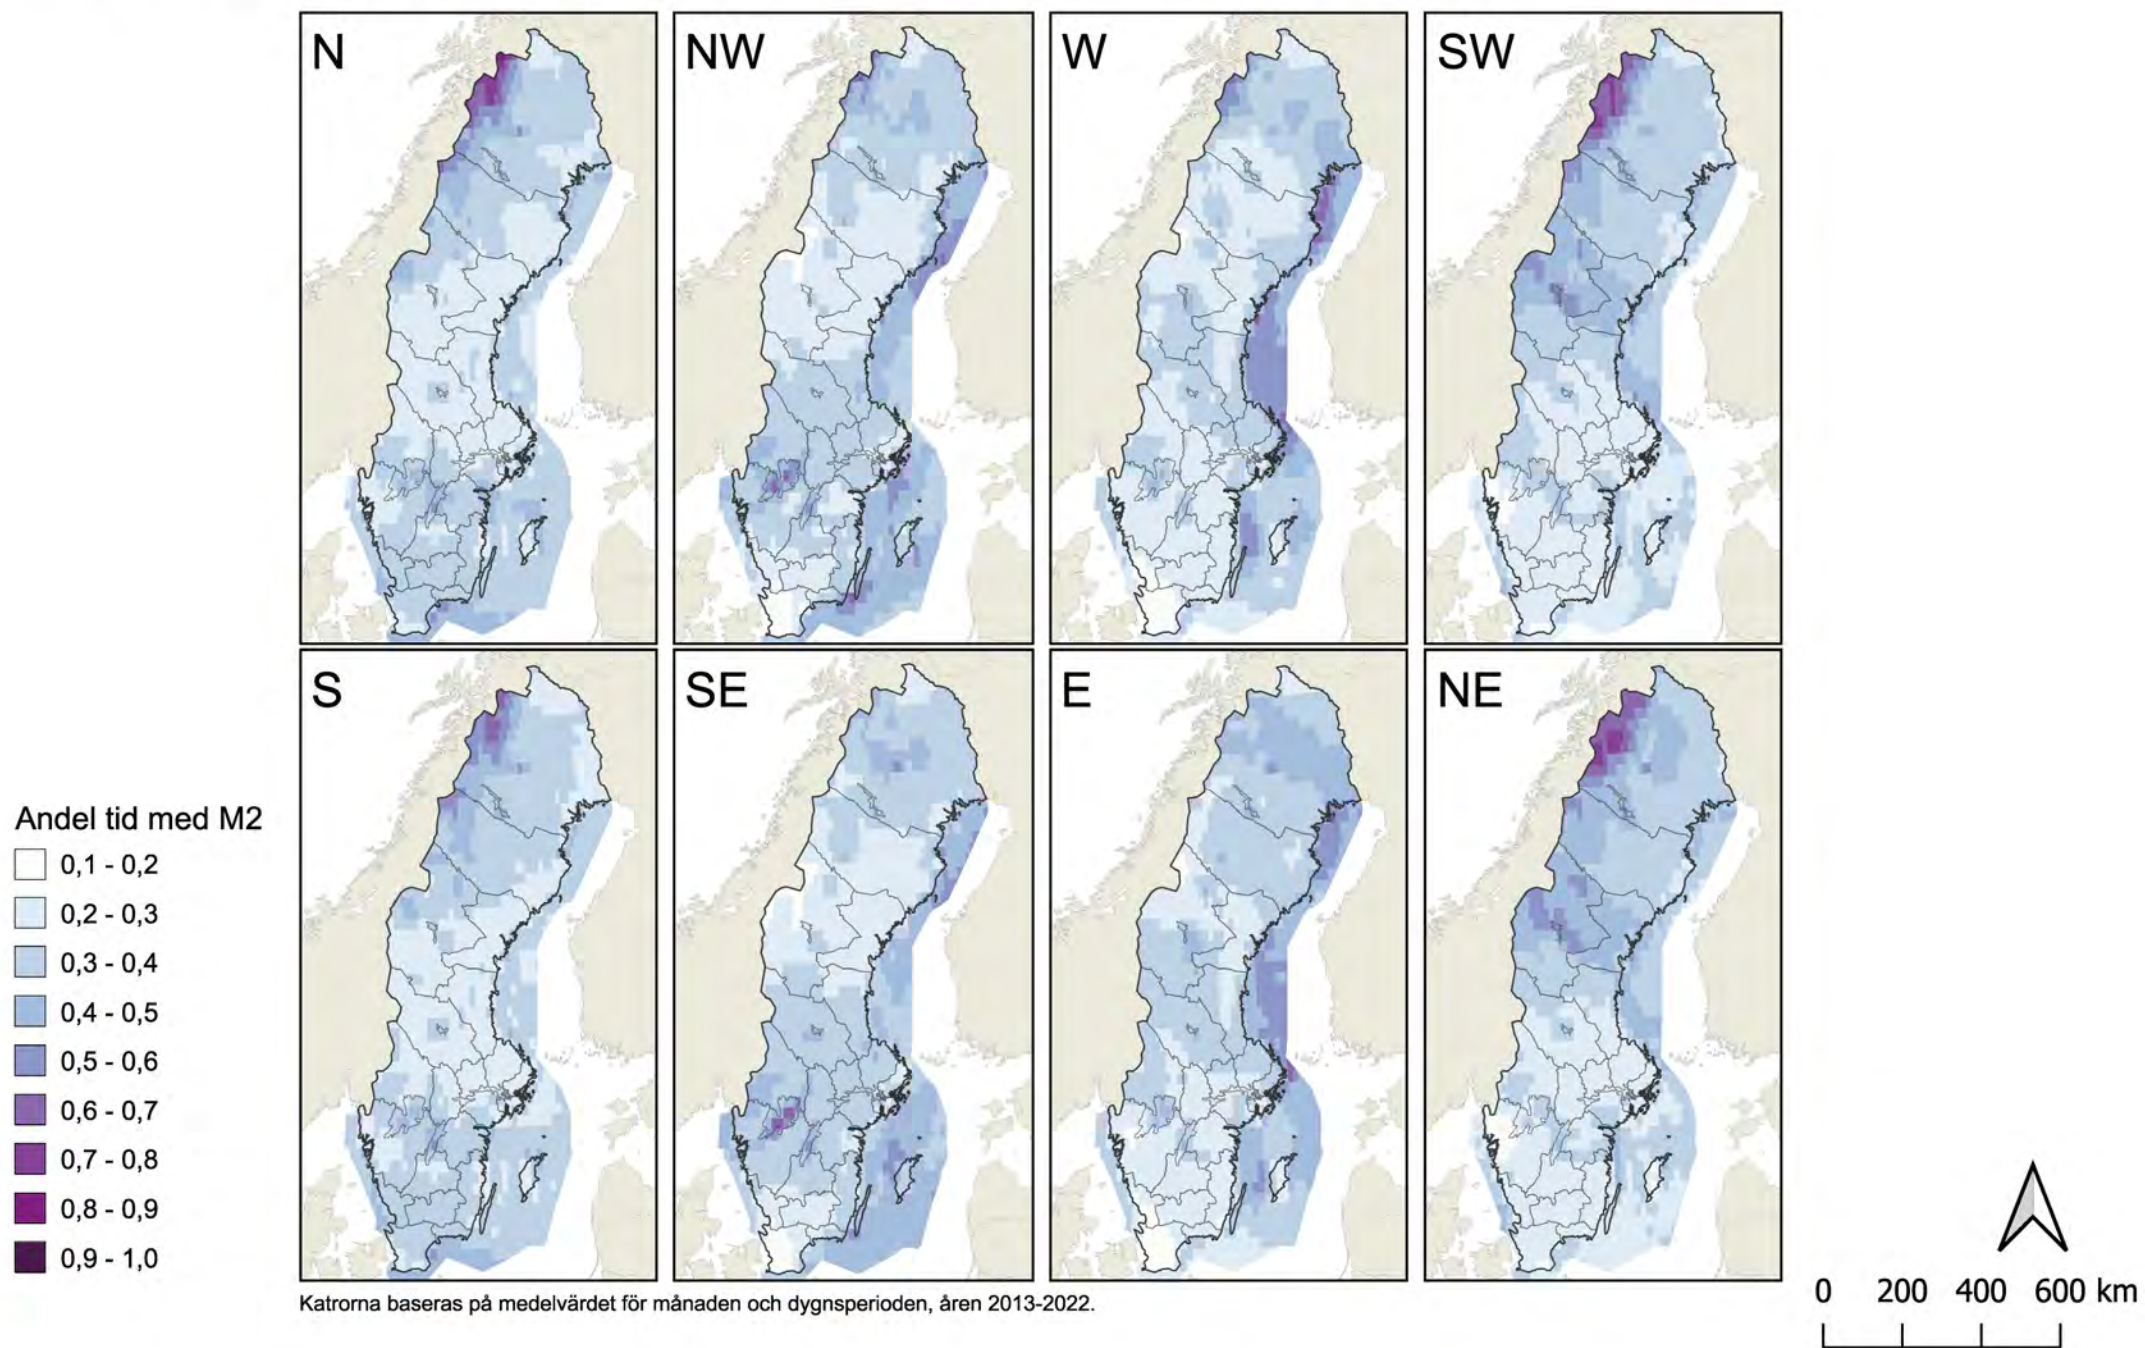 N
NW
W
SW
S
SE
E
NE
Andel tid med M2
0,1 - 0,2
0,2 - 0,3
0,3 - 0,4
0,4 - 0,5
0,5 - 0,6
0,6 - 0,7
0,7 - 0,8
0,8 - 0,9
0,9 - 1,0
Katrorna baseras på medelvärdet för månaden och dygnsperioden, åren 2013-2022.
0 200 400 600 km